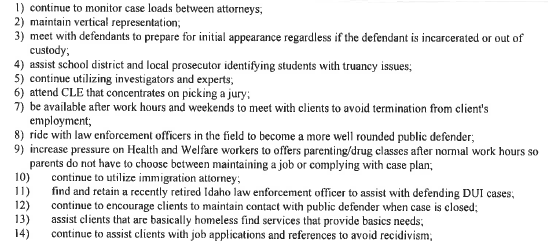 1) continue to monitor case loads between attorneys;
2) maintain vertical representation;
3) meet with defendants to prepare for initial appearance regardless if the defendant is incarcerated or out of
custody;
4) assist school district and local prosecutor identifying students with truancy issues;
5) continue utilizing investigators and experts;
6) attend CLE that concentrates on picking a jury;
7) be available after work hours and weekends to meet with clients to avoid termination from client's
employment;
8) ride with law enforcement officers in the field to become a more well rounded public defender;
9) increase pressure on Health and Welfare workers to offers parenting/drug classes after normal work hours so
parents do not have to choose between maintaining a job or complying with case plan;
10) continue to utilize immigration attorney;
11) find and retain a recently retired Idaho law enforcement officer to assist with defending DUI cases;
12) continue to encourage clients to maintain contact with public defender when case is closed;
13) assist clients that are basically homeless find services that provide basics needs;
14) continue to assist clients with job applications and references to avoid recidivism;